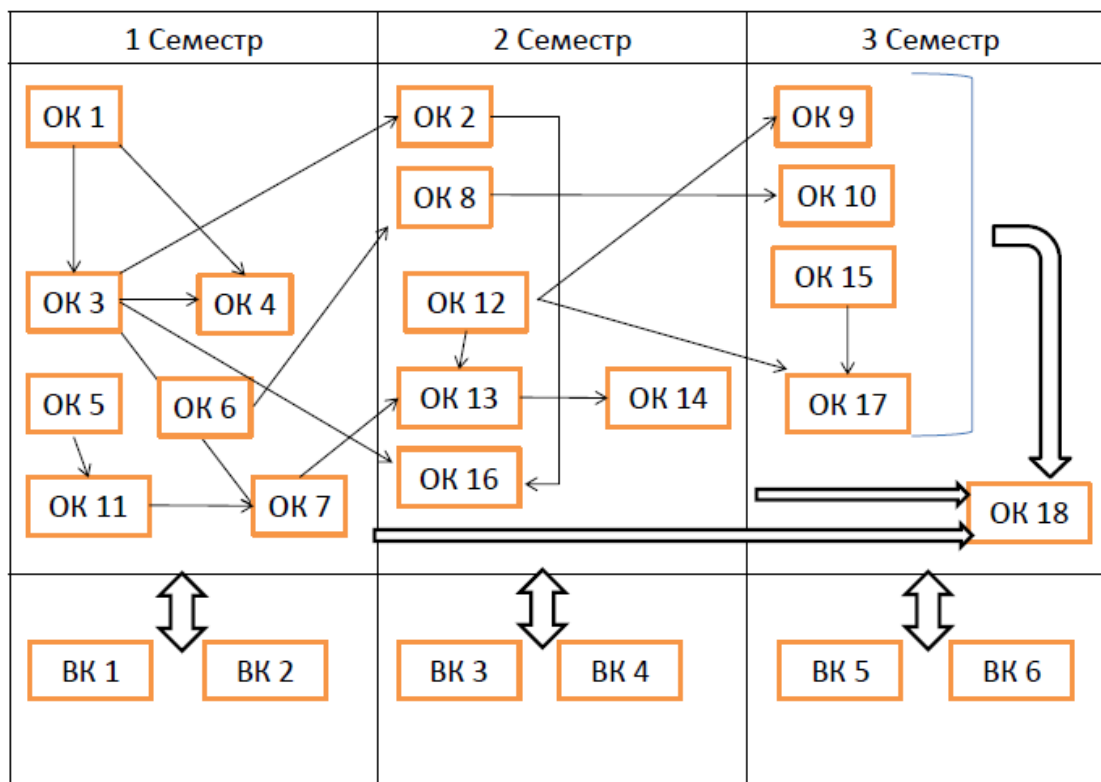 1 Семестр
2 Семестр
3 Семестр
ОК 1
ОК 2
ОК 9
ОК 8
ОК 10
ОК 3
ОК 4
ОК 12
ОК 15
ОК 5
ОК 6
ОК 13
ОК 14
ОК 17
ОК 11
ОК 7
ОК 16
ОК 18
ВК 1
ВК 2
ВК 3
ВК 4
ВК 5
ВК 6